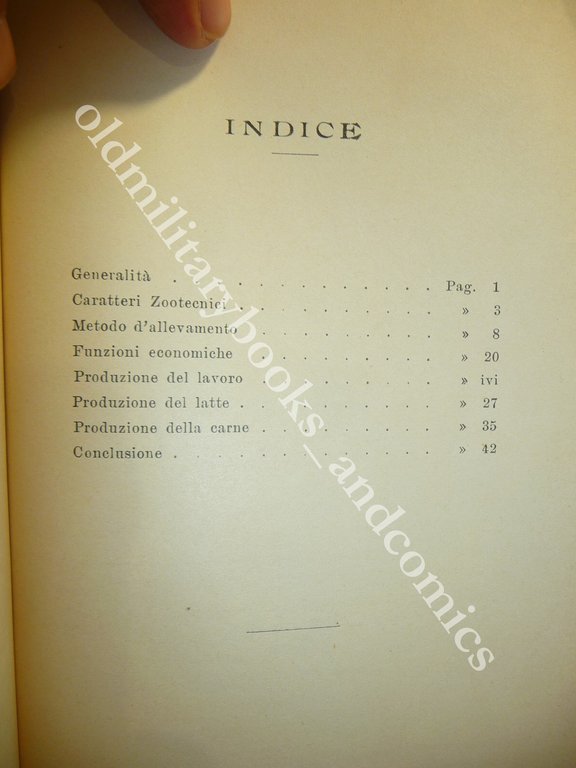 INDICE
Generalità . . . . . . . . . . . . Pag. 1
Caratteri Zootecnici . . . . . . . . . » 3
Metodo d'allevamento . . . . . . . . » 8
Funzioni economiche . . . . . . . . » 20
Produzione del lavoro . . . . . . . . » ivi
Produzione del latte . . . . . . . . . » 27
Produzione della carne . . . . . . . . » 35
Conclusione . . . . . . . . . . . . » 42
oldmilitarybooks_andcomics